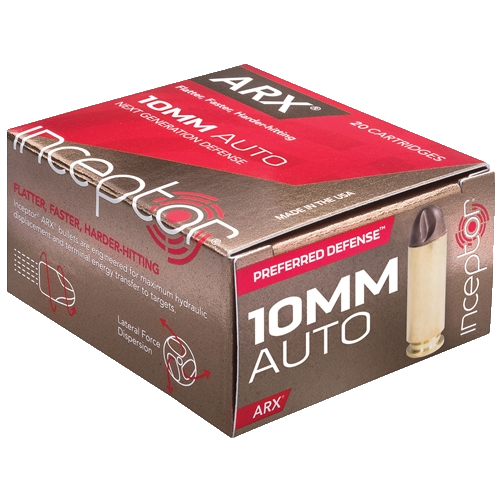 ARX®
Flatter, Faster, Harder-hitting
10MM AUTO
NEXT GENERATION DEFENSE
20 CARTRIDGES
MADE IN THE USA
inceptor®
FLATTER, FASTER, HARDER-HITTING
Inceptor® ARX® bullets are engineered for maximum hydraulic
displacement and terminal energy transfer to targets.
Lateral Force
Dispersion
PREFERRED DEFENSE™
10MM
AUTO
ARX®
inceptor®